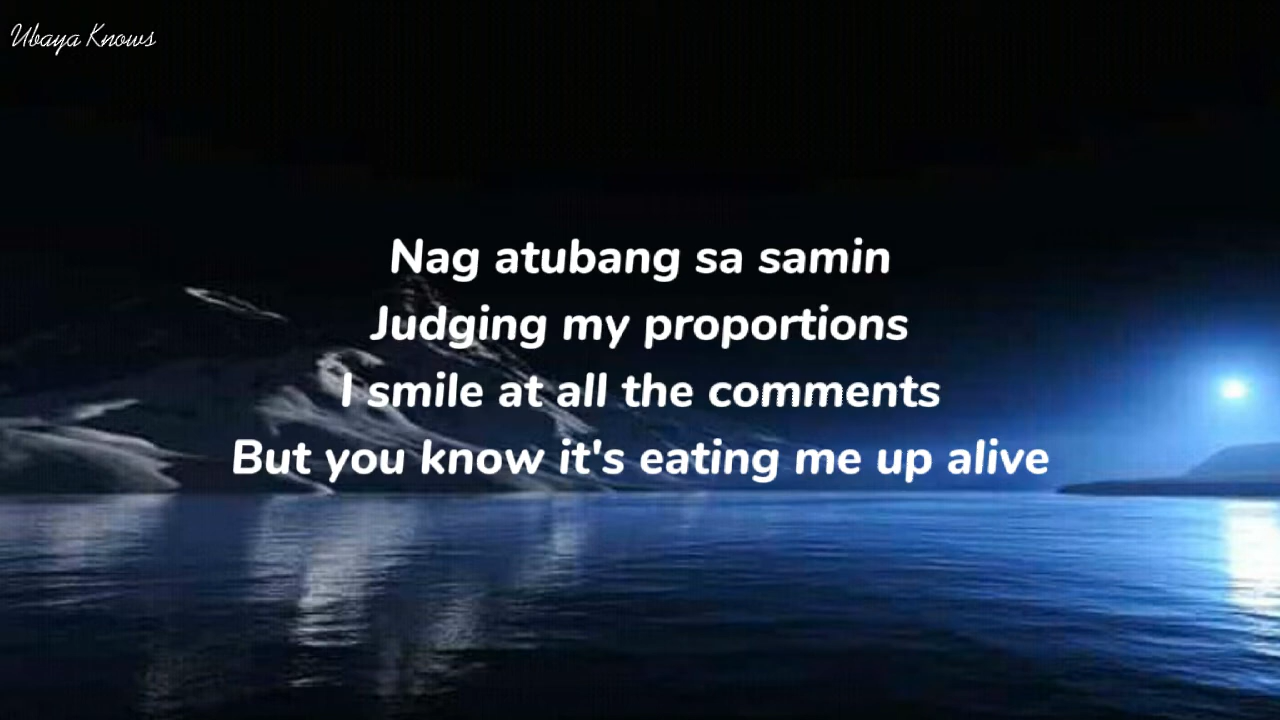 Ubaya Knows
Nag atubang sa samin
Judging my proportions
I smile at all the comments
But you know it's eating me up alive